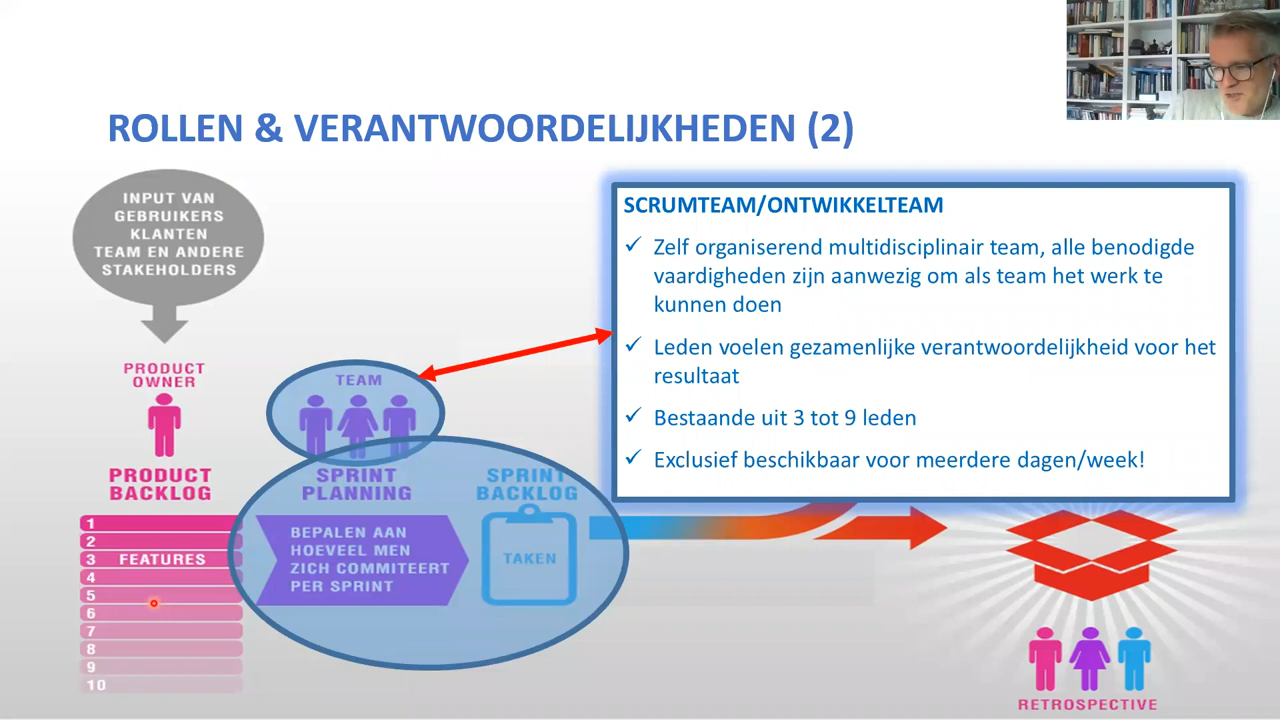 ROLLEN & VERANTWOORDELIJKHEDEN (2)
INPUT VAN
GEBRUIKERS
KLANTEN
TEAM EN ANDERE
STAKEHOLDERS
SCRUMTEAM/ONTWIKKELTEAM
✓ Zelf organiserend multidisciplinair team, alle benodigde
vaardigheden zijn aanwezig om als team het werk te
kunnen doen
✓ Leden voelen gezamenlijke verantwoordelijkheid voor het
resultaat
✓ Bestaande uit 3 tot 9 leden
✓ Exclusief beschikbaar voor meerdere dagen/week!
PRODUCT
OWNER
TEAM
PRODUCT
BACKLOG
SPRINT
PLANNING
SPRINT
BACKLOG
1
2
3 FEATURES
4
5
6
7
8
9
10
BEPALEN AAN
HOEVEEL MEN
ZICH COMMITEERT
PER SPRINT
TAKEN
RETROSPECTIVE